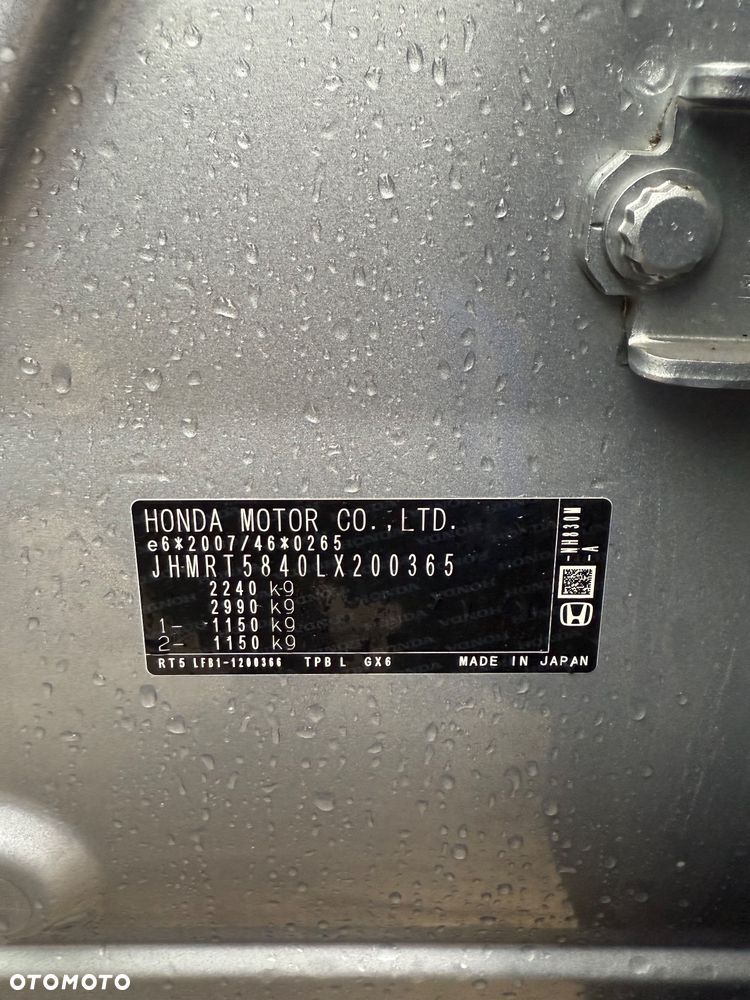 HONDA MOTOR CO.,LTD.
e6*2007/46*0265
JHMRT5840LX200365
2240 kg
2990 kg
1- 1150 kg
2- 1150 kg
RT5 LFB1-1200366 TPBL GX6 MADE IN JAPAN
-NH830M
-A
OTOMOTO